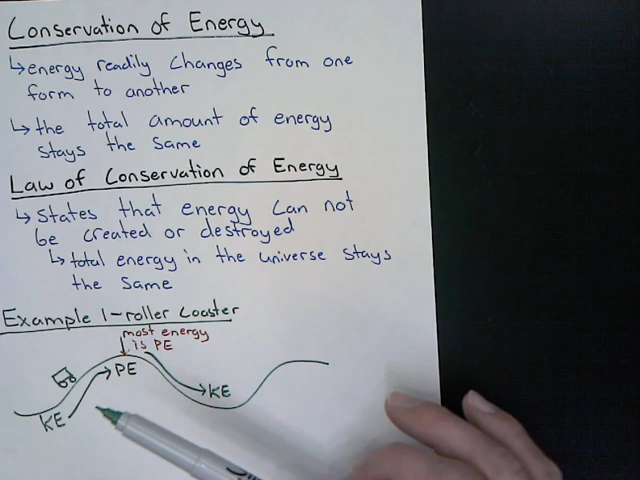 Conservation of Energy
↳energy readily changes from one
form to another
↳the total amount of energy
stays the same
Law of Conservation of Energy
↳states that energy can not
be created or destroyed
↳total energy in the universe stays
the same
Example 1-roller coaster
most energy
is PE
PE
KE
KE